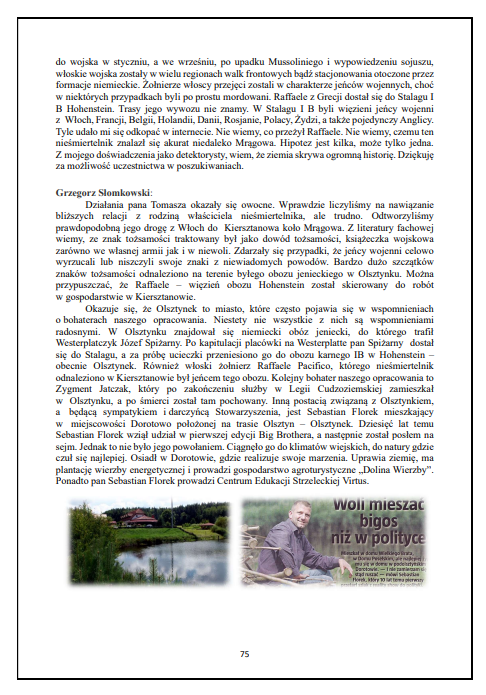 do wojska w styczniu, a we wrześniu, po upadku Mussoliniego i wypowiedzeniu sojuszu,
włoskie wojska zostały w wielu regionach walk frontowych bądź stacjonowania otoczone przez
formacje niemieckie. Żołnierze włoscy przejęci zostali w charakterze jeńców wojennych, choć
w niektórych przypadkach byli po prostu mordowani. Raffaele z Grecji dostał się do Stalagu I
B Hohenstein. Trasy jego wywozu nie znamy. W Stalagu I B byli więzieni jeńcy wojenni
z Włoch, Francji, Belgii, Holandii, Danii, Rosjanie, Polacy, Żydzi, a także pojedynczy Anglicy.
Tyle udało mi się odkopać w internecie. Nie wiemy, co przeżył Raffaele. Nie wiemy, czemu ten
nieśmiertelnik znalazł się akurat niedaleko Mrągowa. Hipotez jest kilka, może tylko jedna.
Z mojego doświadczenia jako detektorysty, wiem, że ziemia skrywa ogromną historię. Dziękuję
za możliwość uczestnictwa w poszukiwaniach.
Grzegorz Słomkowski:
Działania pana Tomasza okazały się owocne. Wprawdzie liczyliśmy na nawiązanie
bliższych relacji z rodziną właściciela nieśmiertelnika, ale trudno. Odtworzyliśmy
prawdopodobną jego drogę z Włoch do Kiersztanowa koło Mrągowa. Z literatury fachowej
wiemy, ze znak tożsamości traktowany był jako dowód tożsamości, książeczka wojskowa
zarówno we własnej armii jak i w niewoli. Zdarzały się przypadki, że jeńcy wojenni celowo
wyrzucali lub niszczyli swoje znaki z niewiadomych powodów. Bardzo dużo szczątków
znaków tożsamości odnaleziono na terenie byłego obozu jenieckiego w Olsztynku. Można
przypuszczać, że Raffaele – więzień obozu Hohenstein został skierowany do robót
w gospodarstwie w Kiersztanowie.
Okazuje się, że Olsztynek to miasto, które często pojawia się w wspomnieniach
o bohaterach naszego opracowania. Niestety nie wszystkie z nich są wspomnieniami
radosnymi. W Olsztynku znajdował się niemiecki obóz jeniecki, do którego trafił
Westerplatczyk Józef Spiżarny. Po kapitulacji placówki na Westerplatte pan Spiżarny dostał
się do Stalagu, a za próbę ucieczki przeniesiono go do obozu karnego IB w Hohenstein –
obecnie Olsztynek. Również włoski żołnierz Raffaele Pacifico, którego nieśmiertelnik
odnaleziono w Kiersztanowie był jeńcem tego obozu. Kolejny bohater naszego opracowania to
Zygment Jatczak, który po zakończeniu służby w Legii Cudzoziemskiej zamieszkał
w Olsztynku, a po śmierci został tam pochowany. Inną postacią związaną z Olsztynkiem,
a będącą sympatykiem i darczyńcą Stowarzyszenia, jest Sebastian Florek mieszkający
w miejscowości Dorotowo położonej na trasie Olsztyn – Olsztynek. Dziesięć lat temu
Sebastian Florek wziął udział w pierwszej edycji Big Brothera, a następnie został posłem na
sejm. Jednak to nie było jego powołaniem. Ciągnęło go do klimatów wiejskich, do natury gdzie
czuł się najlepiej. Osiadł w Dorotowie, gdzie realizuje swoje marzenia. Uprawia ziemię, ma
plantację wierzby energetycznej i prowadzi gospodarstwo agroturystyczne „Dolina Wierzby”.
Ponadto pan Sebastian Florek prowadzi Centrum Edukacji Strzeleckiej Virtus.
Woli mieszać
bigos
niż w polityce
75